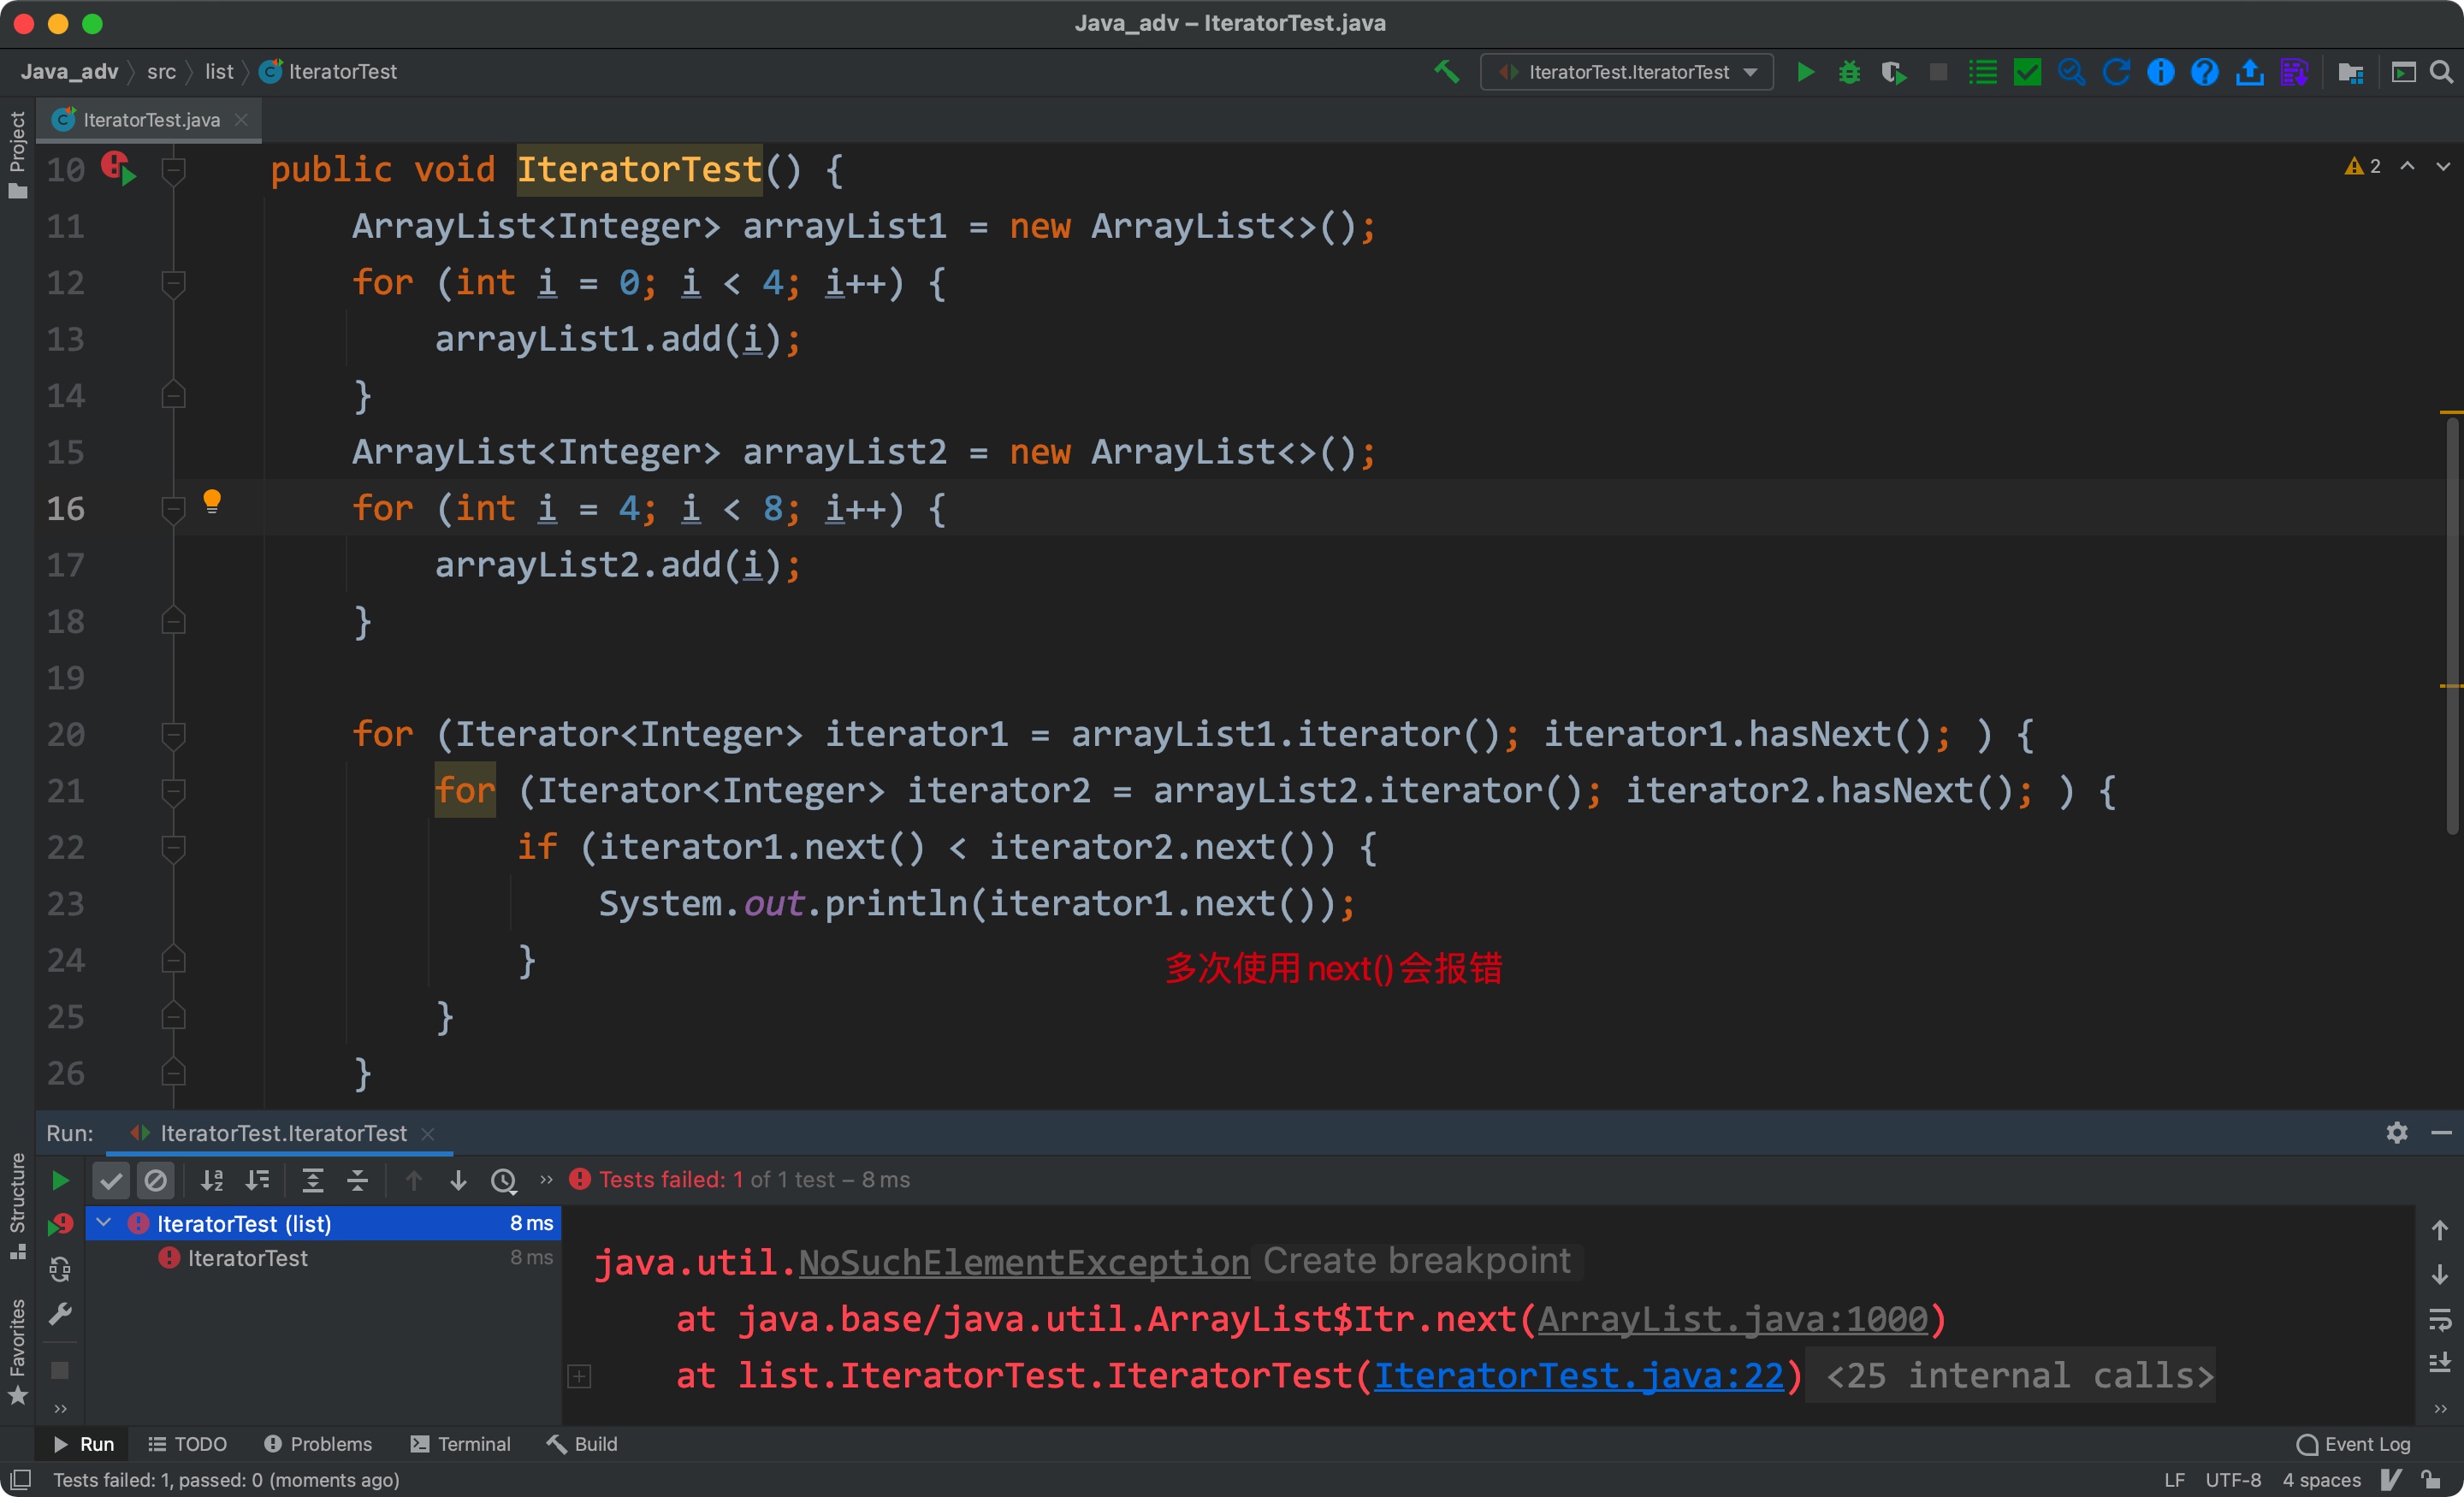 Java_adv – IteratorTest.java
Java_adv src list IteratorTest
IteratorTest.IteratorTest
Project
IteratorTest.java
10 public void IteratorTest() {
2
11 ArrayList<Integer> arrayList1 = new ArrayList<>();
12 for (int i = 0; i < 4; i++) {
13 arrayList1.add(i);
14 }
15 ArrayList<Integer> arrayList2 = new ArrayList<>();
16 for (int i = 4; i < 8; i++) {
17 arrayList2.add(i);
18 }
19
20 for (Iterator<Integer> iterator1 = arrayList1.iterator(); iterator1.hasNext(); ) {
21 for (Iterator<Integer> iterator2 = arrayList2.iterator(); iterator2.hasNext(); ) {
22 if (iterator1.next() < iterator2.next()) {
23 System.out.println(iterator1.next());
24 }
多次使用next()会报错
25 }
26 }
Run: IteratorTest.IteratorTest
Structure
Favorites
Tests failed: 1 of 1 test – 8 ms
IteratorTest (list) 8 ms
IteratorTest 8 ms
java.util.NoSuchElementException Create breakpoint
at java.base/java.util.ArrayList$Itr.next(ArrayList.java:1000)
at list.IteratorTest.IteratorTest(IteratorTest.java:22) <25 internal calls>
Run TODO Problems Terminal Build Event Log
Tests failed: 1, passed: 0 (moments ago) LF UTF-8 4 spaces